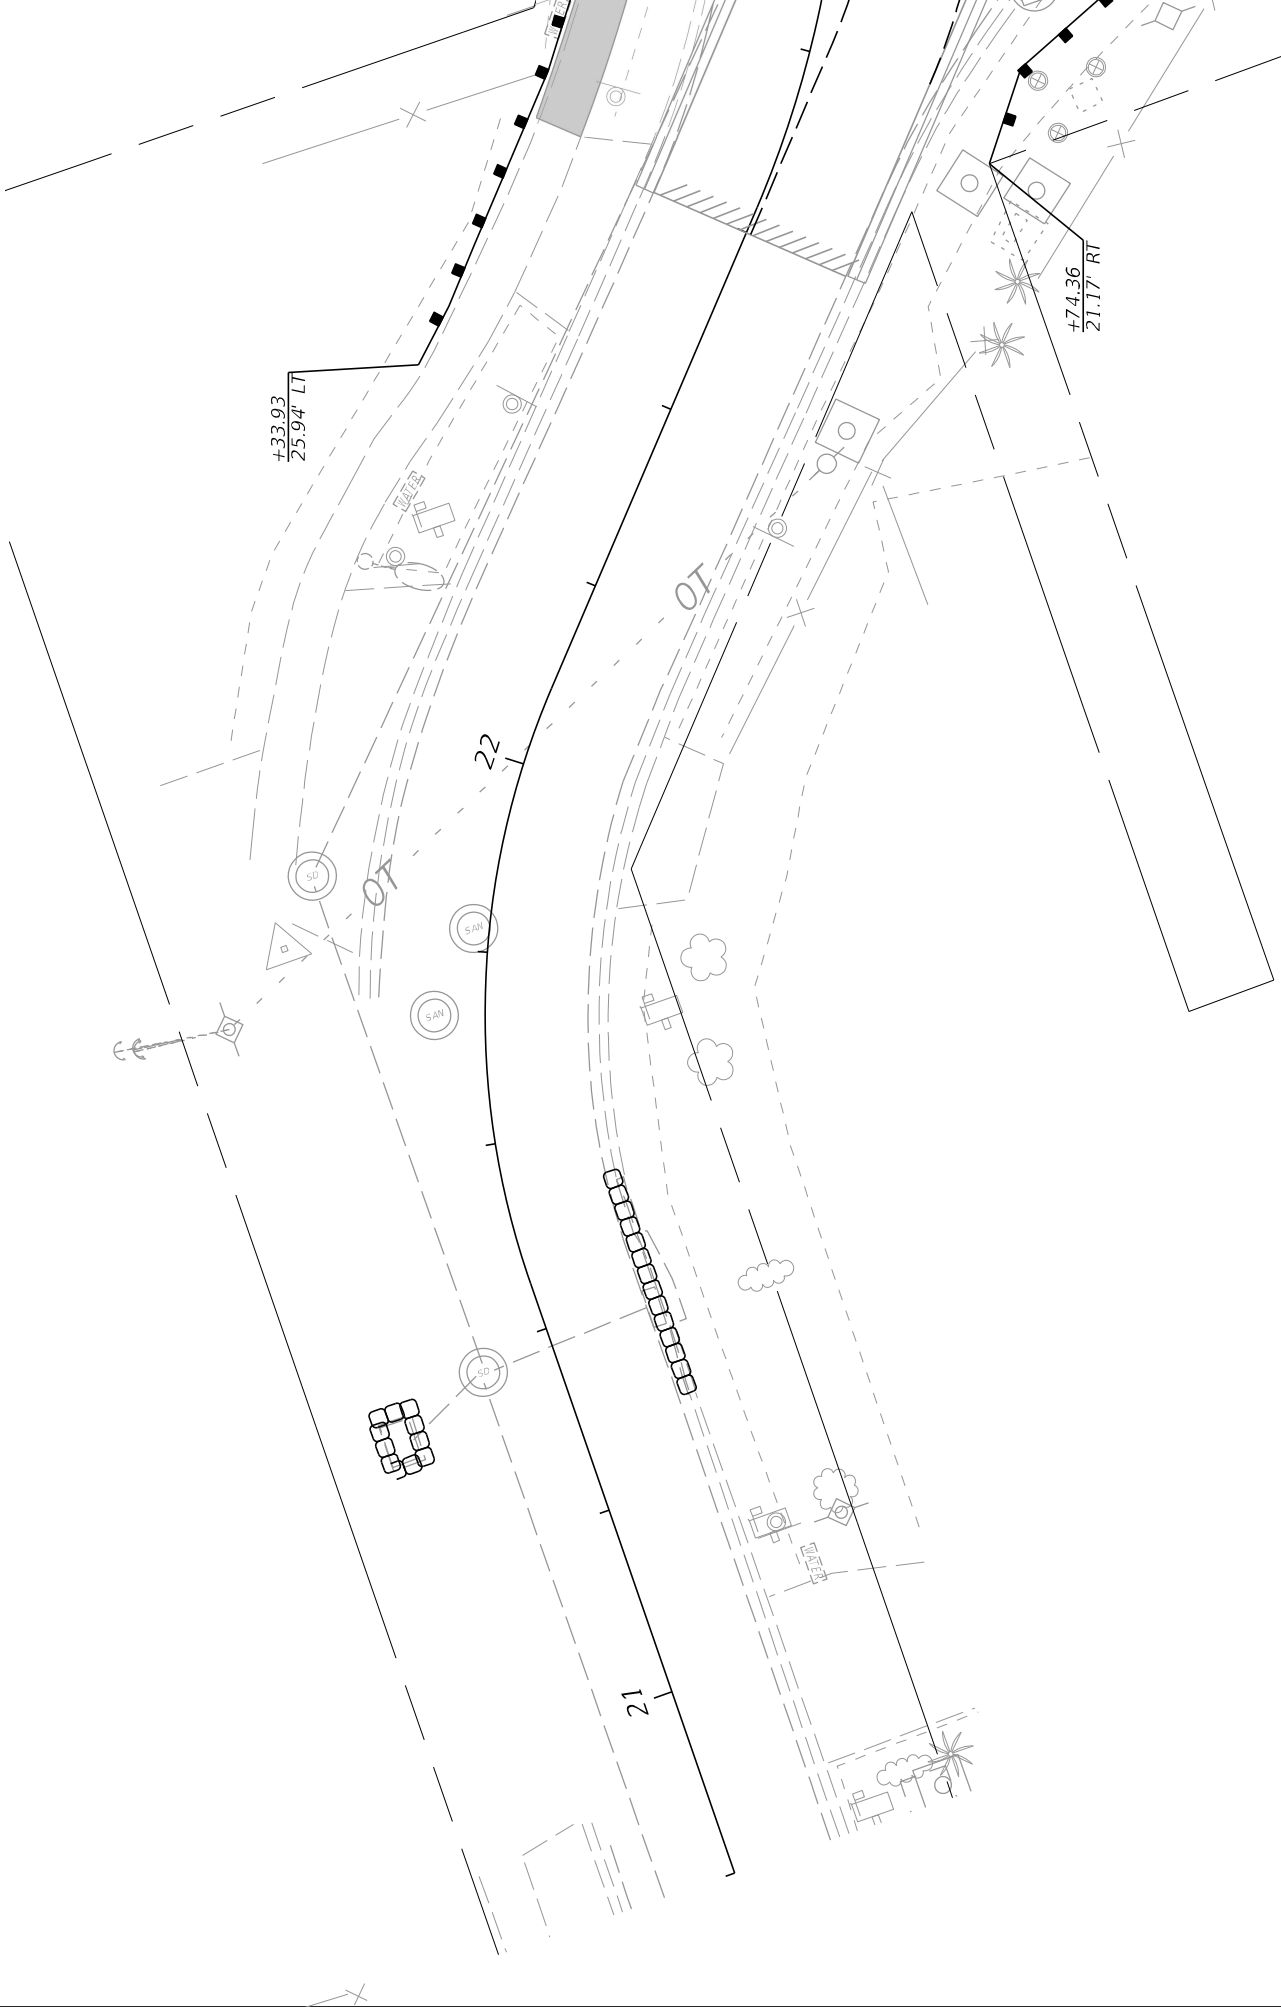 WATER
+74.36
21.17' RT
+33.93
25.94' LT
WATER
OT
22
OT
SD
SAN
SAN
SD
WATER
21